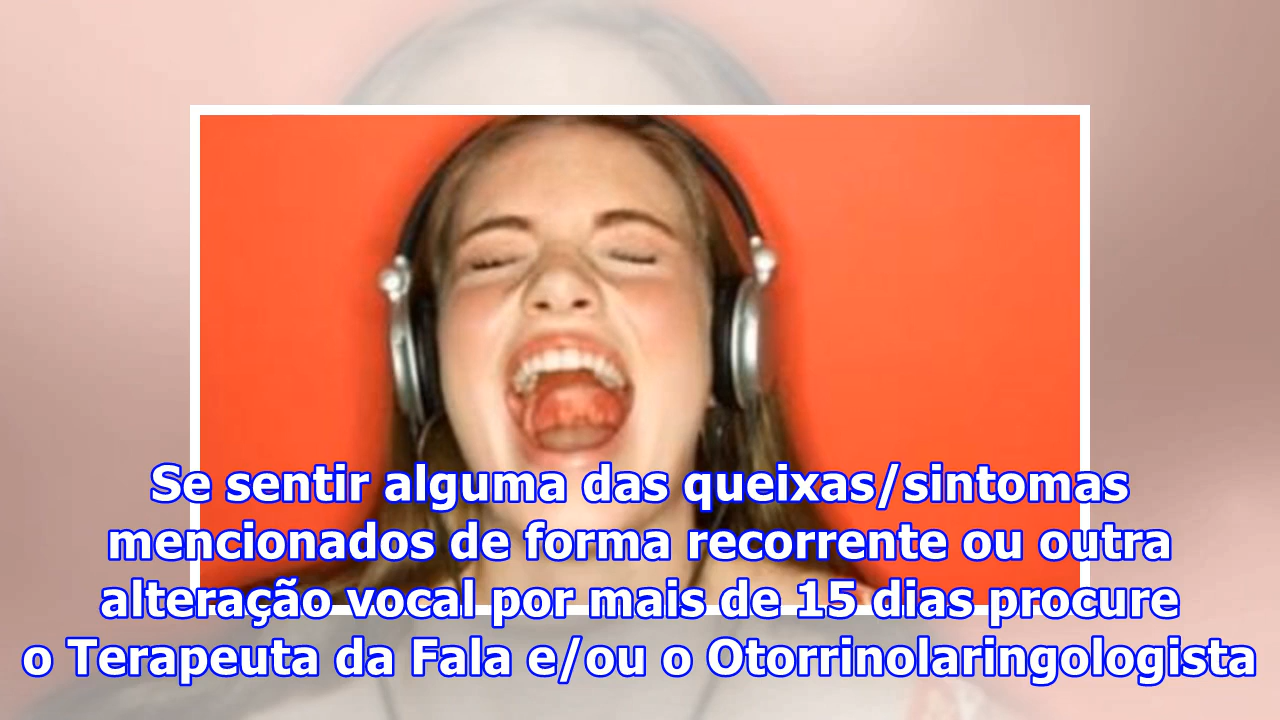 Se sentir alguma das queixas/sintomas
mencionados de forma recorrente ou outra
alteração vocal por mais de 15 dias procure
o Terapeuta da Fala e/ou o Otorrinolaringologista